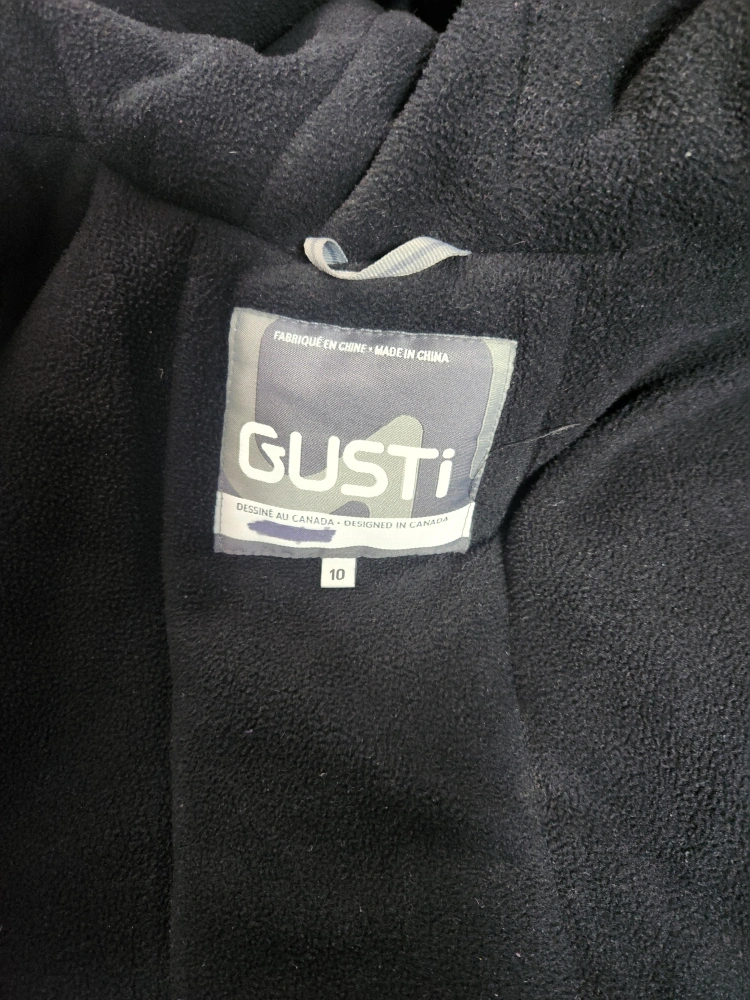 FABRIQUÉ EN CHINE • MADE IN CHINA
GUSTi
DESSINÉ AU CANADA • DESIGNED IN CANADA
10